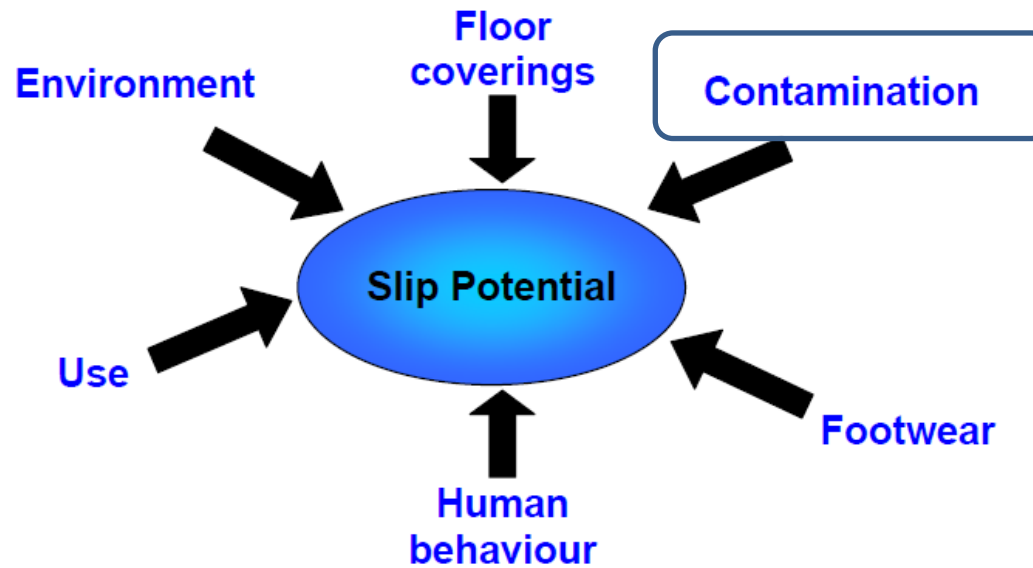 Floor
coverings
Environment
Contamination
Slip Potential
Use
Footwear
Human
behaviour